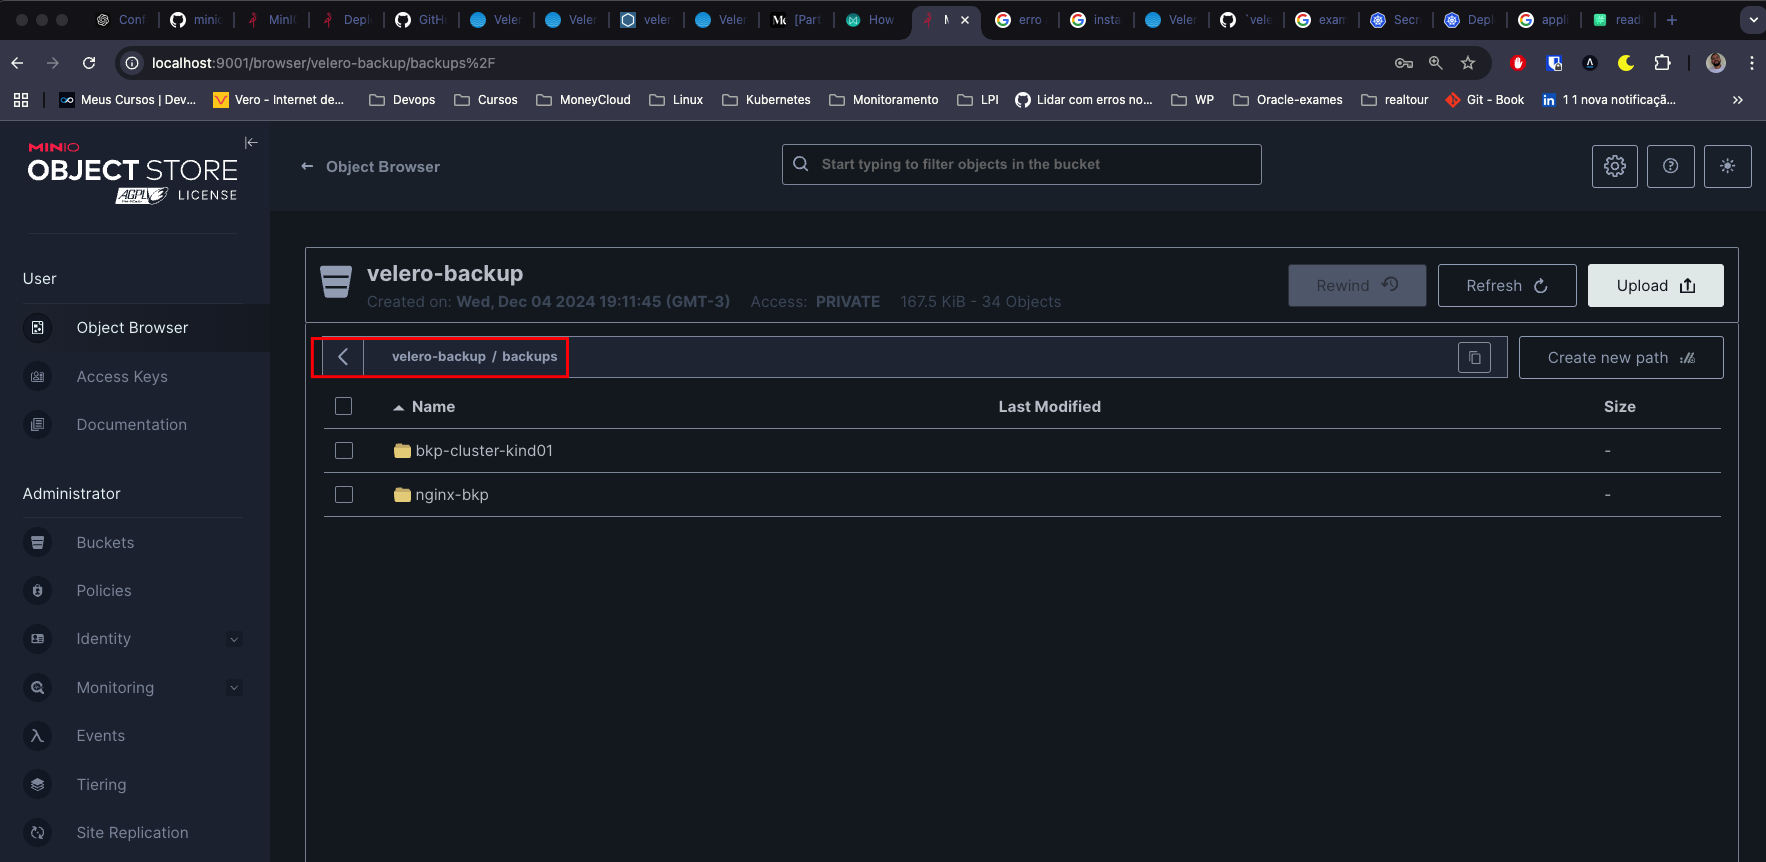 Conf
minic
MinIC
Deplo
GitH
Veler
Veler
veler
Veler
[Part
How
M
erro
insta
Veler
`vele
exam
Secr
Depl
appli
read
localhost:9001/browser/velero-backup/backups%2F
Meus Cursos | Dev...
Vero - Internet de...
Devops
Cursos
MoneyCloud
Linux
Kubernetes
Monitoramento
LPI
Lidar com erros no...
WP
Oracle-exames
realtour
Git - Book
1 1 nova notificaçã...
MINIO
OBJECT STORE
AGPL v3 LICENSE
User
Object Browser
Access Keys
Documentation
Administrator
Buckets
Policies
Identity
Monitoring
Events
Tiering
Site Replication
Object Browser
Start typing to filter objects in the bucket
velero-backup
Created on: Wed, Dec 04 2024 19:11:45 (GMT-3) Access: PRIVATE 167.5 KiB - 34 Objects
Rewind
Refresh
Upload
velero-backup / backups
Create new path
Name Last Modified Size
bkp-cluster-kind01 -
nginx-bkp -